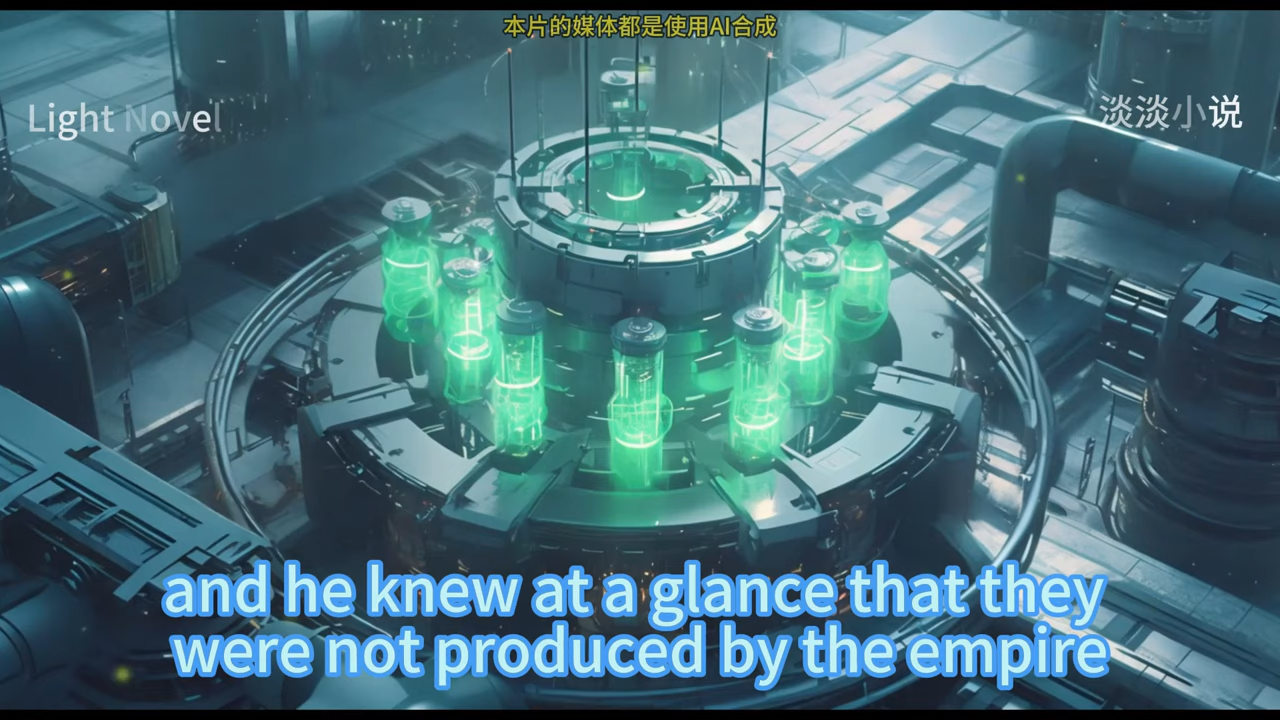 本片的媒体都是使用AI合成
Light Novel
淡淡小说
and he knew at a glance that they
were not produced by the empire